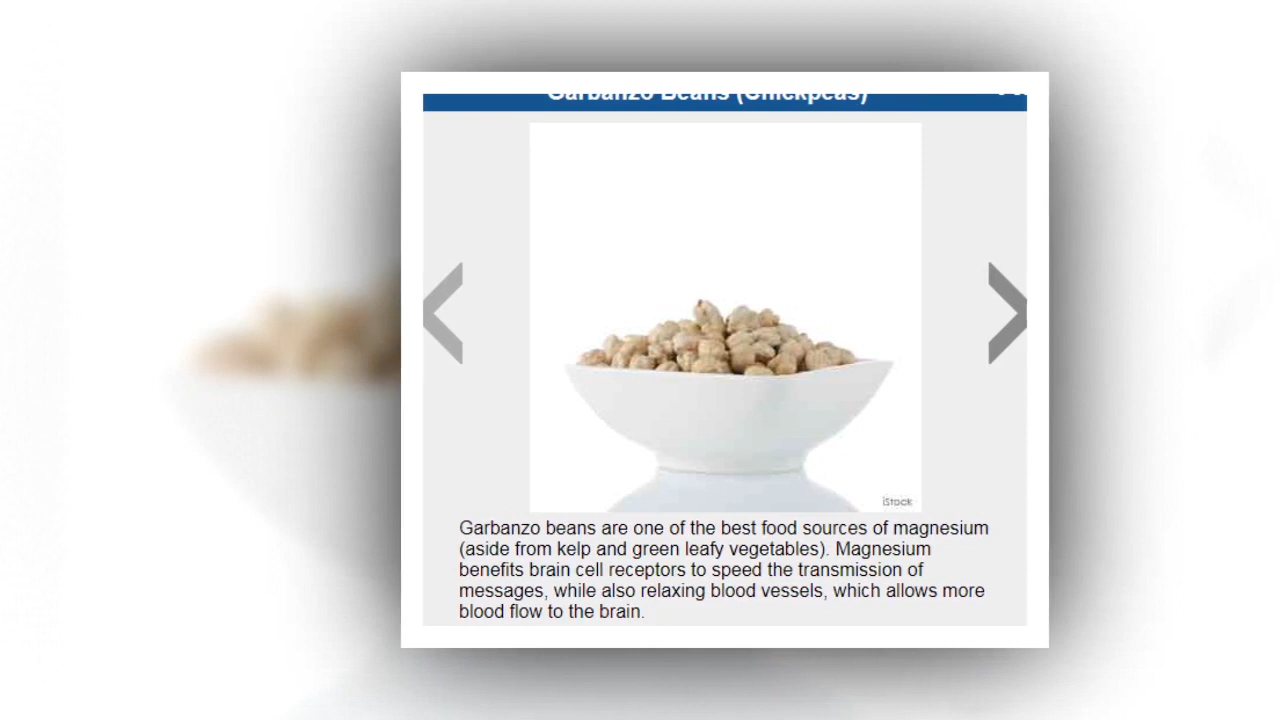 Garbanzo Beans (Chickpeas)
iStock
Garbanzo beans are one of the best food sources of magnesium
(aside from kelp and green leafy vegetables). Magnesium
benefits brain cell receptors to speed the transmission of
messages, while also relaxing blood vessels, which allows more
blood flow to the brain.